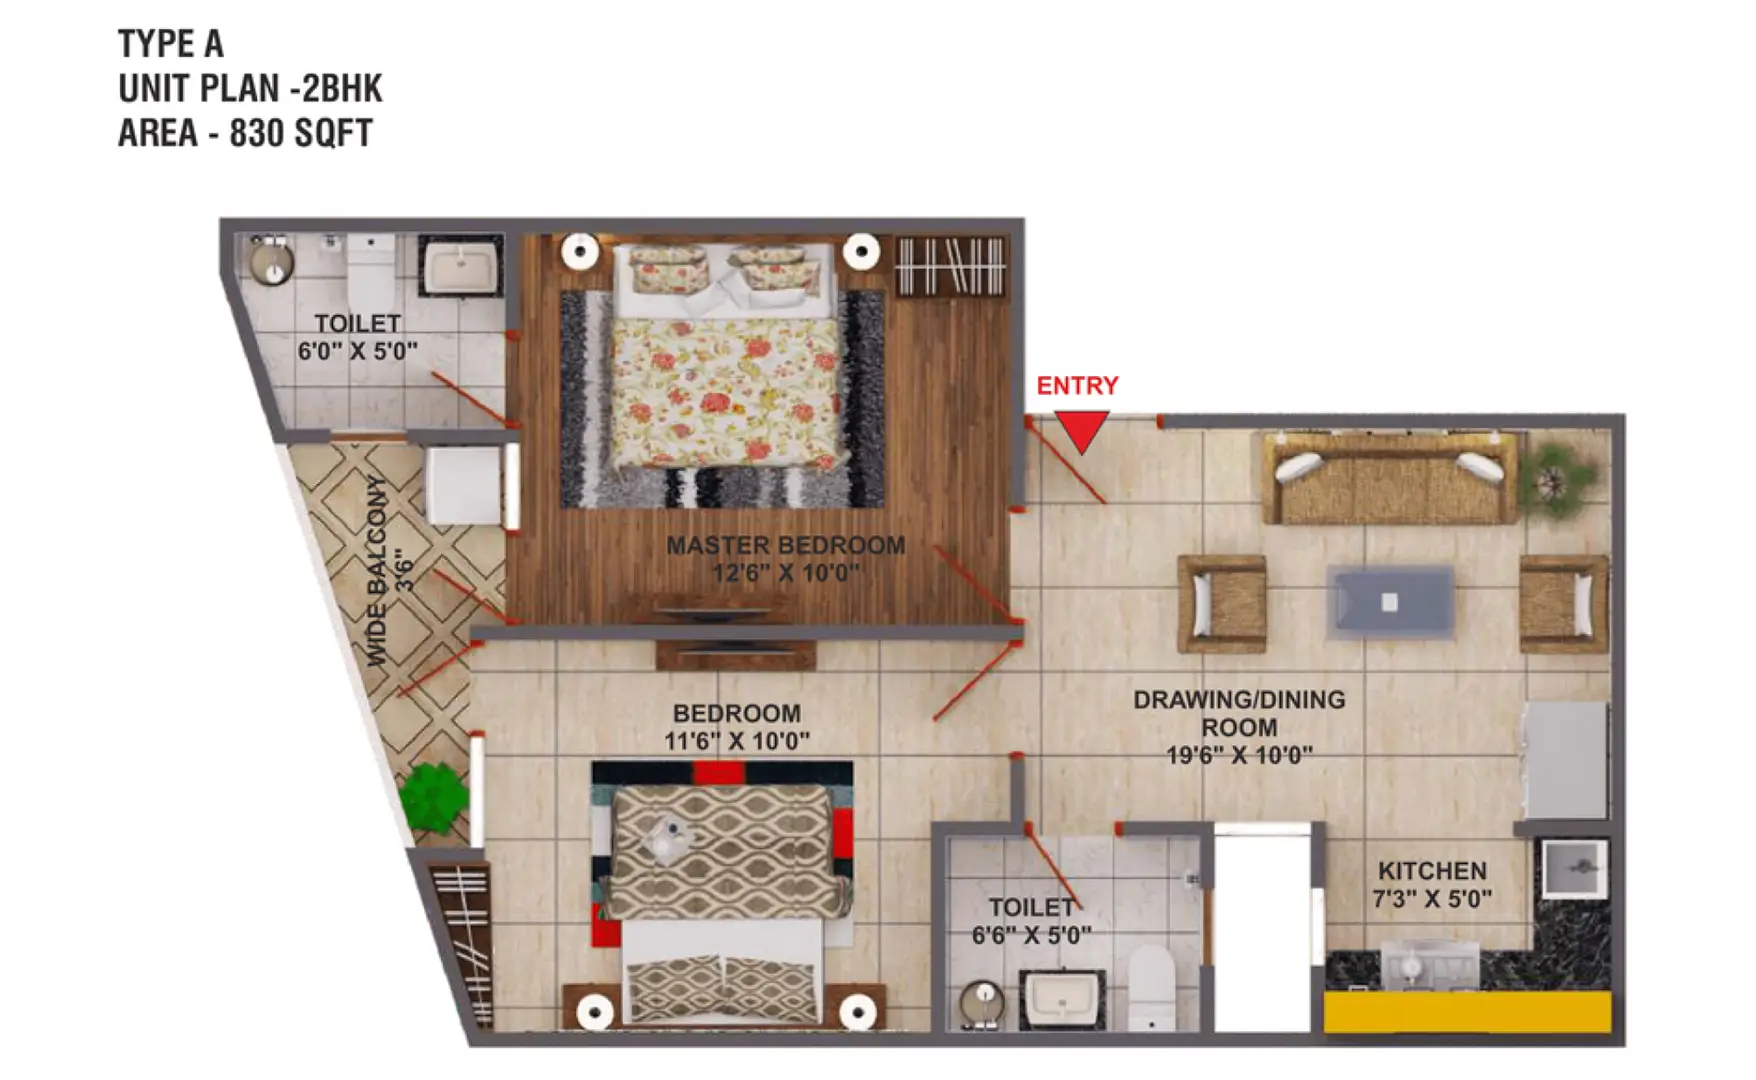 TYPE A
UNIT PLAN -2BHK
AREA - 830 SQFT
TOILET
6'0" X 5'0"
ENTRY
WIDE BALCONY
3'6"
MASTER BEDROOM
12'6" X 10'0"
BEDROOM
11'6" X 10'0"
DRAWING/DINING
ROOM
19'6" X 10'0"
KITCHEN
7'3" X 5'0"
TOILET
6'6" X 5'0"